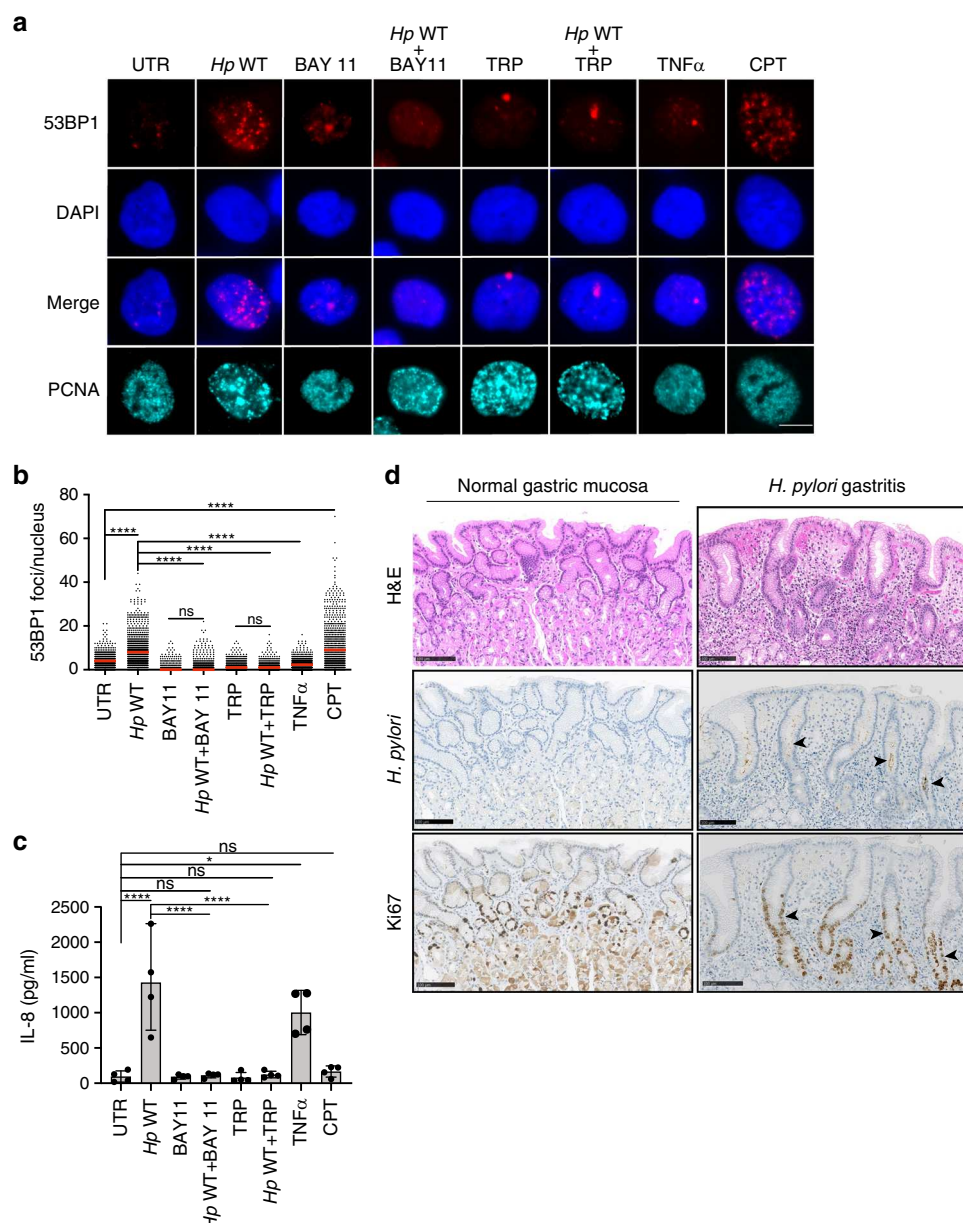 a
UTR
Hp WT
BAY 11
Hp WT
+
BAY11
TRP
Hp WT
+
TRP
TNFα
CPT
53BP1
DAPI
Merge
PCNA
b
53BP1 foci/nucleus
80
60
40
20
0
****
****
****
****
****
ns
ns
UTR
Hp WT
BAY11
Hp WT+BAY 11
TRP
Hp WT+TRP
TNFα
CPT
c
IL-8 (pg/ml)
2500
2000
1500
1000
500
0
ns
*
ns
ns
****
****
****
UTR
Hp WT
BAY11
Hp WT+BAY 11
TRP
Hp WT+TRP
TNFα
CPT
d
Normal gastric mucosa
H. pylori gastritis
H&E
H. pylori
Ki67